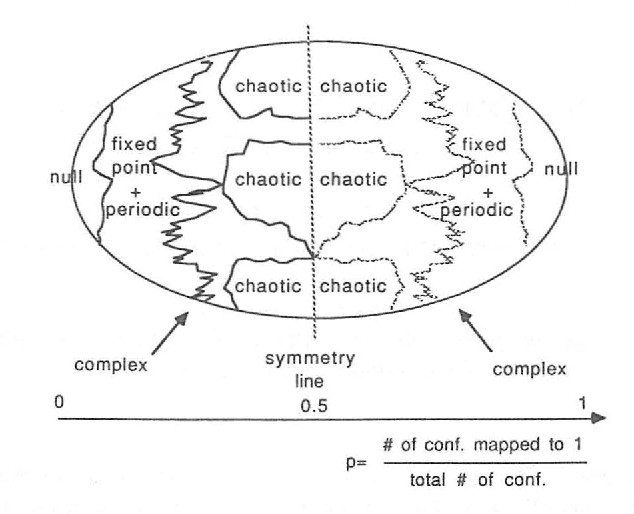 chaotic chaotic
fixed point + periodic
fixed point + periodic
null
chaotic chaotic
null
chaotic chaotic
complex
symmetry line
complex
0
0.5
1
p= # of conf. mapped to 1
total # of conf.